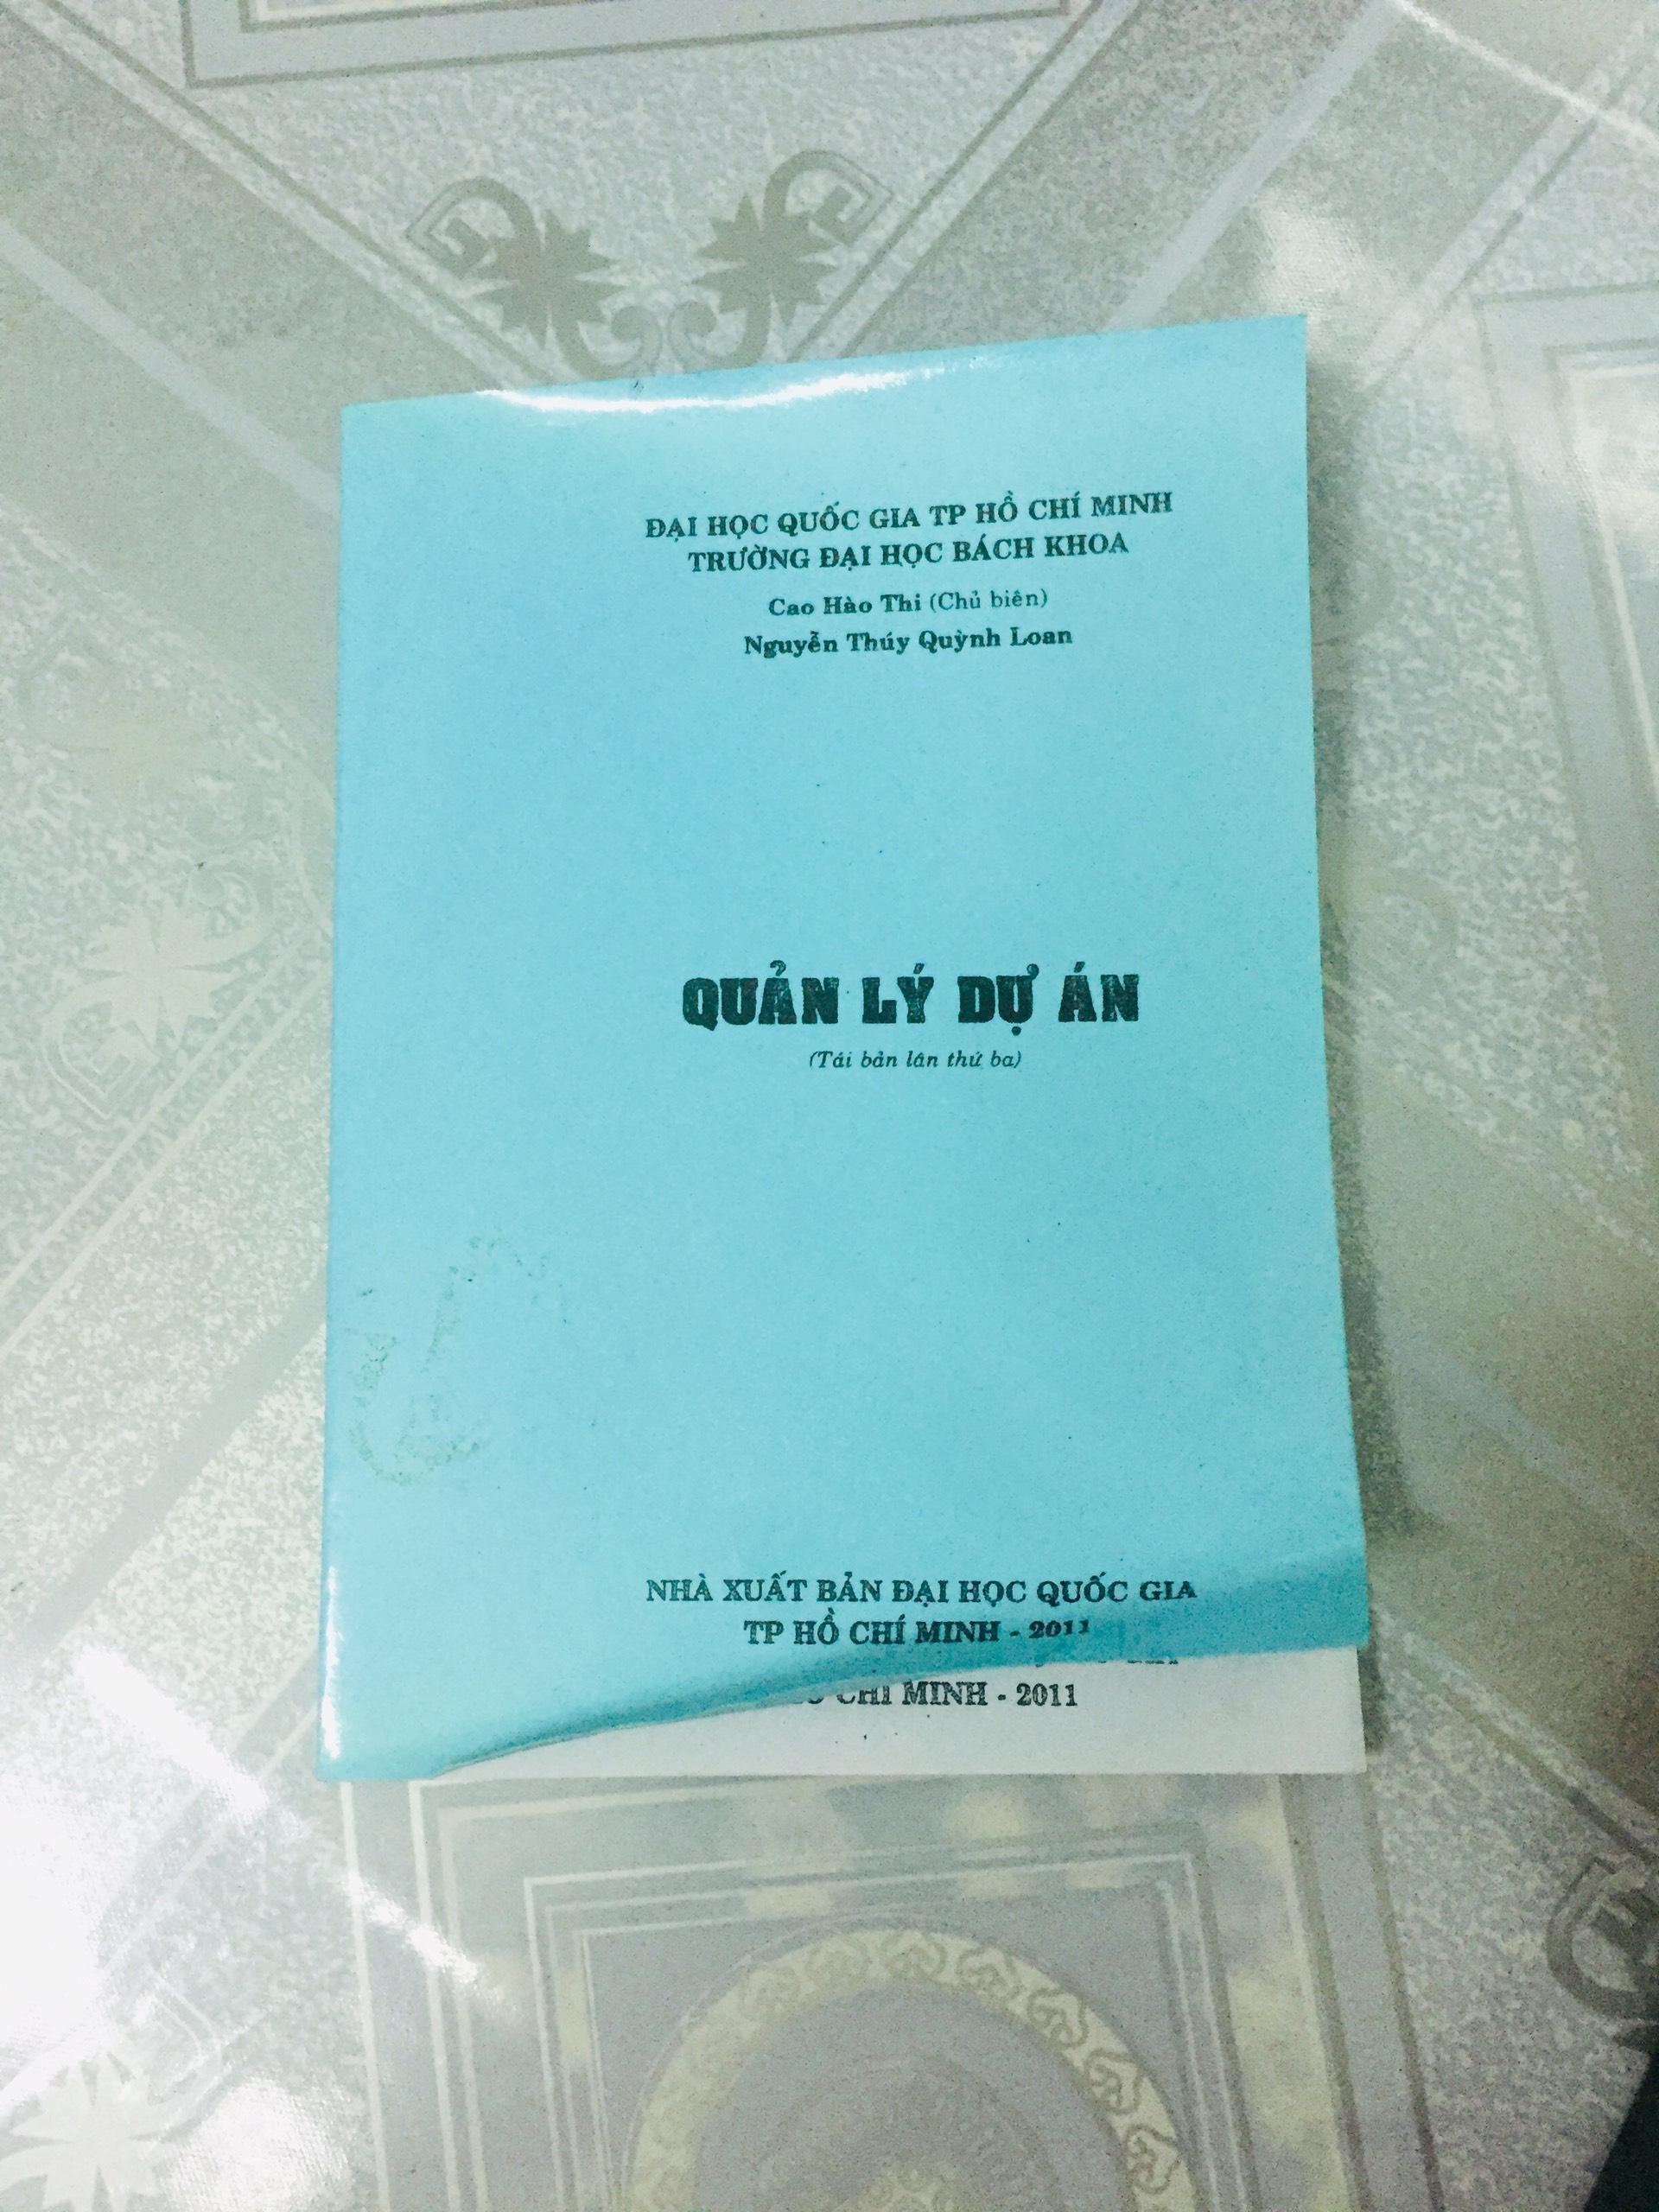 ĐẠI HỌC QUỐC GIA TP HỒ CHÍ MINH
TRƯỜNG ĐẠI HỌC BÁCH KHOA
Cao Hào Thi (Chủ biên)
Nguyễn Thúy Quỳnh Loan
QUẢN LÝ DỰ ÁN
(Tái bản lần thứ ba)
NHÀ XUẤT BẢN ĐẠI HỌC QUỐC GIA
TP HỒ CHÍ MINH - 2011
CHÍ MINH - 2011